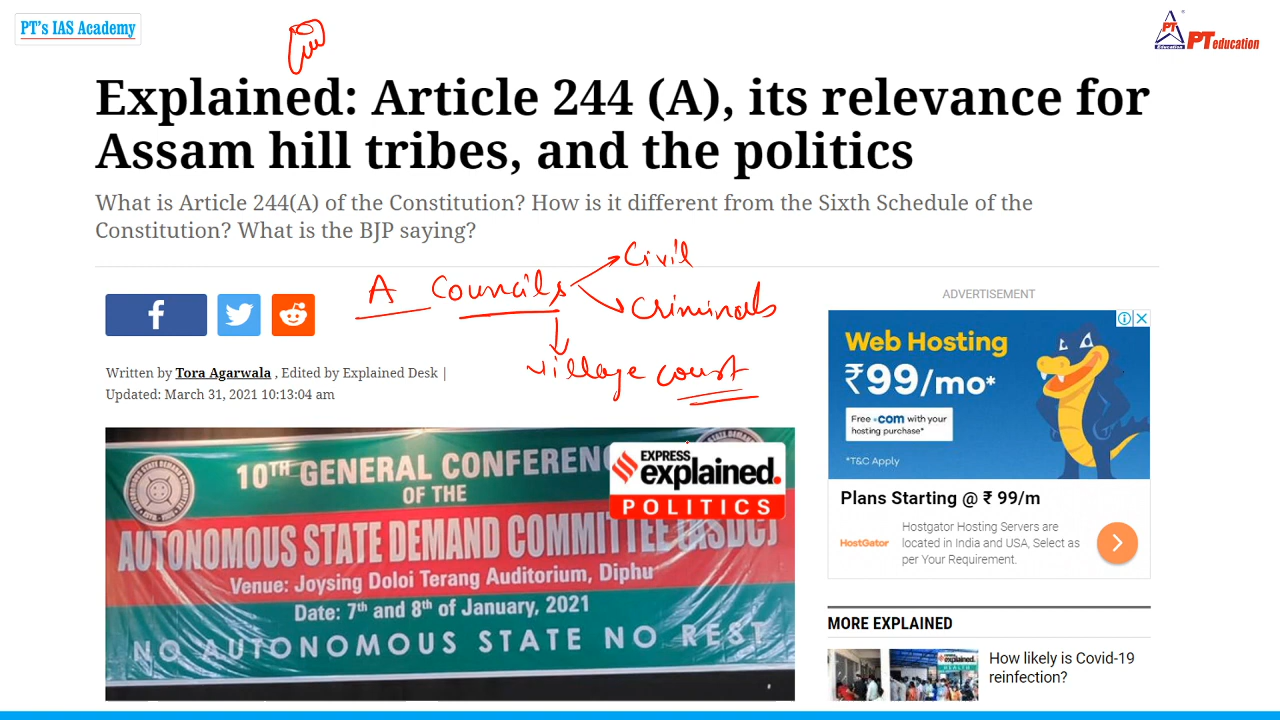 PT's IAS Academy
PT
Education
PT education
Explained: Article 244 (A), its relevance for
Assam hill tribes, and the politics
What is Article 244(A) of the Constitution? How is it different from the Sixth Schedule of the
Constitution? What is the BJP saying?
A Councils
Civil
Criminals
village court
Written by Tora Agarwala , Edited by Explained Desk |
Updated: March 31, 2021 10:13:04 am
10TH GENERAL CONFEREN
OF THE
AUTONOMOUS STATE DEMAND COMMITTEE (ASDC)
Venue: Joysing Doloi Terang Auditorium, Diphu
Date: 7th and 8th of January, 2021
NO AUTONOMOUS STATE NO REST
EXPRESS
explained.
POLITICS
ADVERTISEMENT
Web Hosting
₹99/mo*
Free .com with your
hosting purchase*
*T&C Apply
Plans Starting @ ₹ 99/m
HostGator
Hostgator Hosting Servers are
located in India and USA, Select as
per Your Requirement.
MORE EXPLAINED
How likely is Covid-19
reinfection?